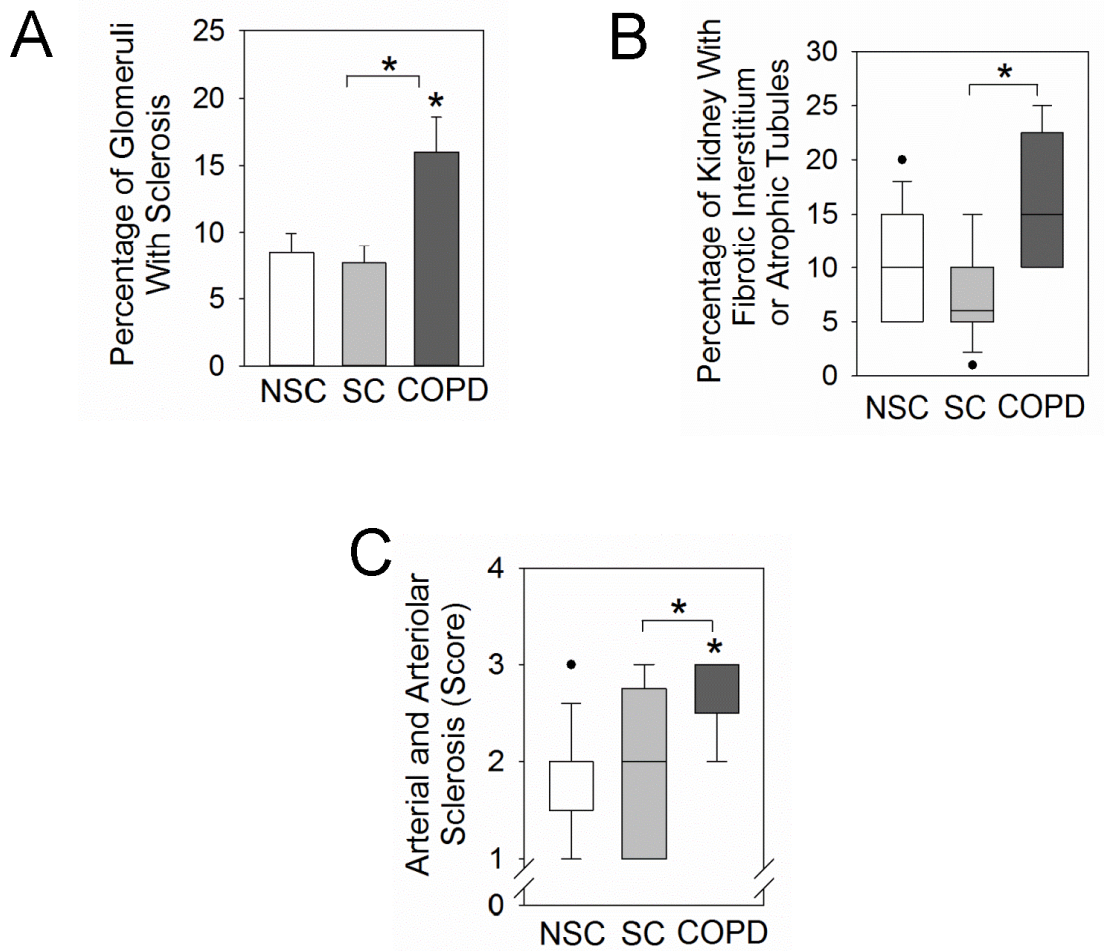 A
Percentage of Glomeruli
With Sclerosis
25
20
15
10
5
0
*
*
NSC SC COPD
B
Percentage of Kidney With
Fibrotic Interstitium
or Atrophic Tubules
30
25
20
15
10
5
0
*
NSC SC COPD
C
Arterial and Arteriolar
Sclerosis (Score)
4
3
2
1
0
*
*
NSC SC COPD